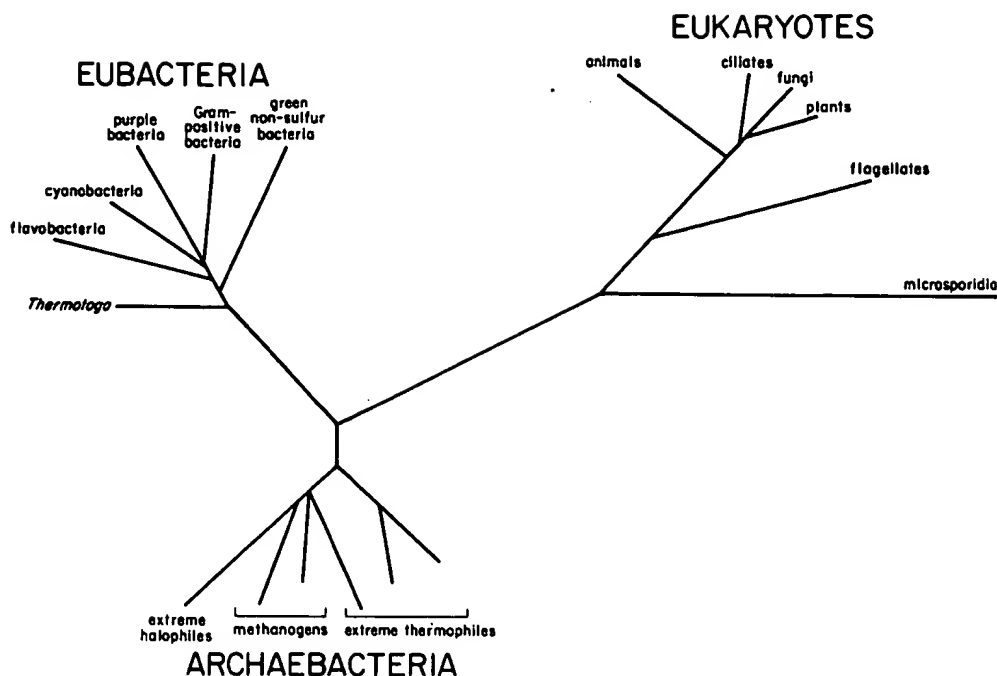 EUKARYOTES
animals
ciliates
fungi
plants
flagellates
microsporidia
EUBACTERIA
purple
bacteria
Gram-
positive
bacteria
green
non-sulfur
bacteria
cyanobacteria
flavobacteria
Thermotoga
extreme
halophiles
methanogens
extreme thermophiles
ARCHAEBACTERIA